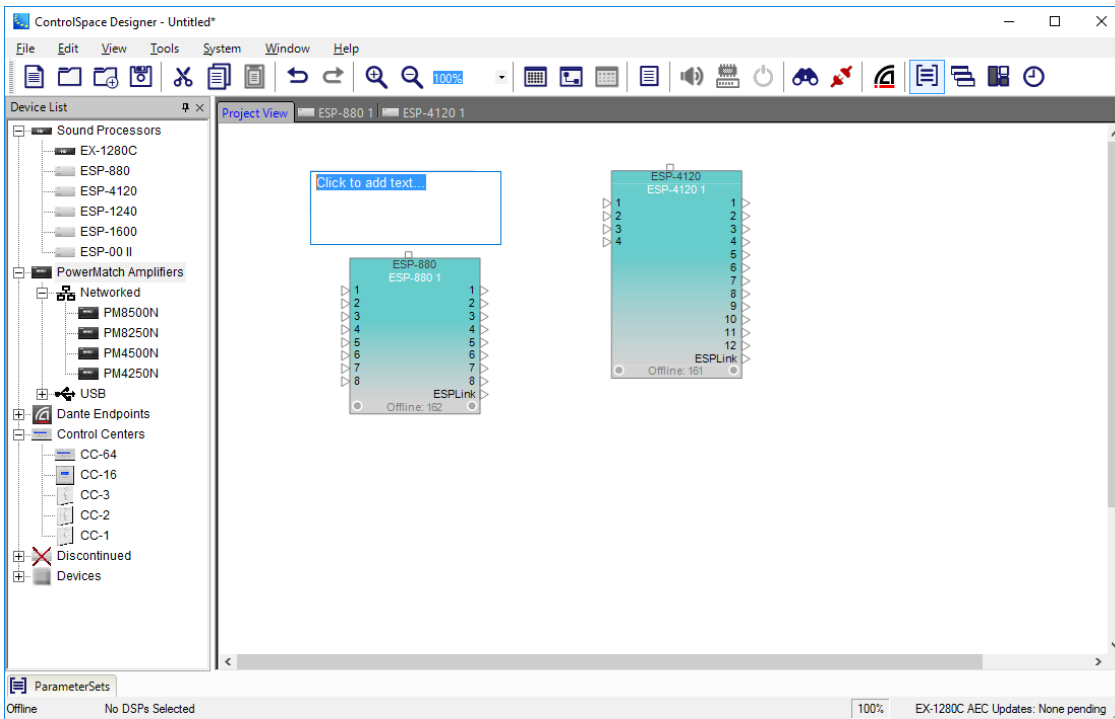 ControlSpace Designer - Untitled*
File Edit View Tools System Window Help
100%
Device List
Project View ESP-880 1 ESP-4120 1
Sound Processors
EX-1280C
ESP-880
ESP-4120
ESP-1240
ESP-1600
ESP-00 II
PowerMatch Amplifiers
Networked
PM8500N
PM8250N
PM4500N
PM4250N
USB
Dante Endpoints
Control Centers
CC-64
CC-16
CC-3
CC-2
CC-1
Discontinued
Devices
Click to add text...
ESP-880
ESP-880 1
1 1
2 2
3 3
4 4
5 5
6 6
7 7
8 8
ESPLink
Offline: 162
ESP-4120
ESP-4120 1
1 1
2 2
3 3
4 4
5
6
7
8
9
10
11
12
ESPLink
Offline: 161
ParameterSets
Offline No DSPs Selected 100% EX-1280C AEC Updates: None pending